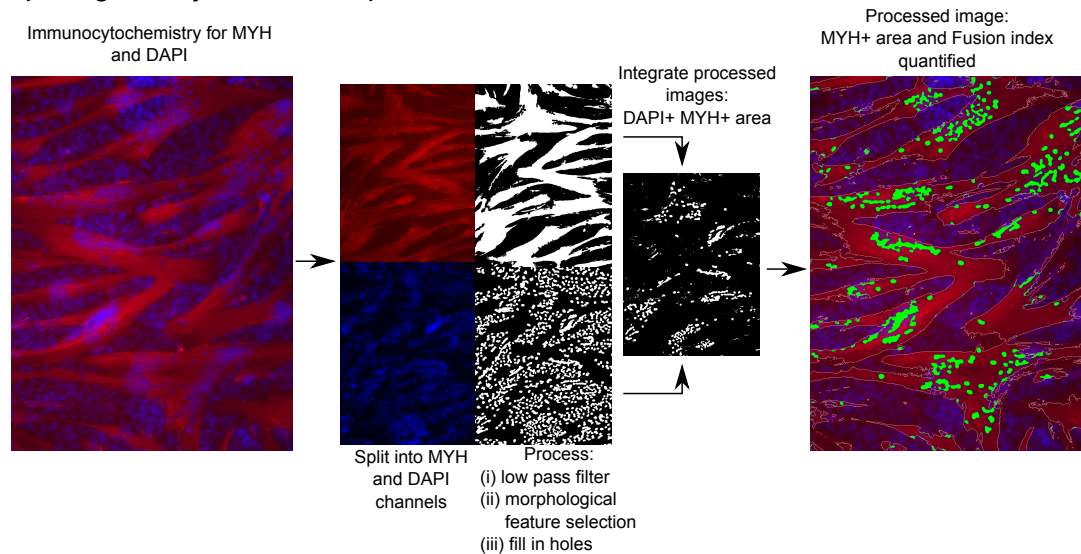 Immunocytochemistry for MYH
and DAPI
Split into MYH
and DAPI
channels
Process:
(i) low pass filter
(ii) morphological
feature selection
(iii) fill in holes
Integrate processed
images:
DAPI+ MYH+ area
Processed image:
MYH+ area and Fusion index
quantified